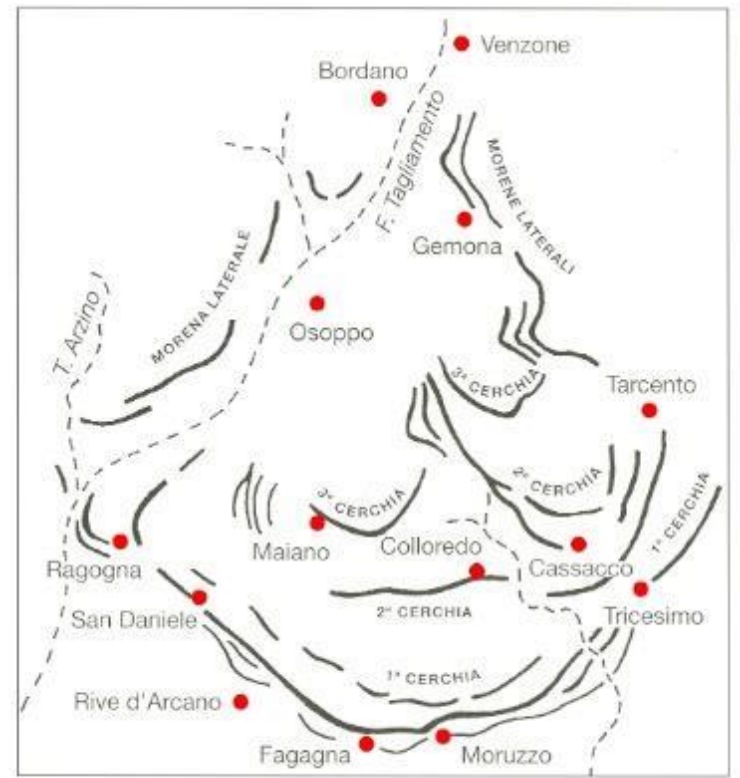 Venzone
Bordano
F. Tagliamento
MORENE LATERALI
Gemona
MORENA LATERALE
T. Arzino
Osoppo
3ª CERCHIA
Tarcento
2ª CERCHIA
3ª CERCHIA
1ª CERCHIA
Maiano
Colloredo
Cassacco
Ragogna
San Daniele
2ª CERCHIA
Tricesimo
1ª CERCHIA
Rive d'Arcano
Fagagna
Moruzzo